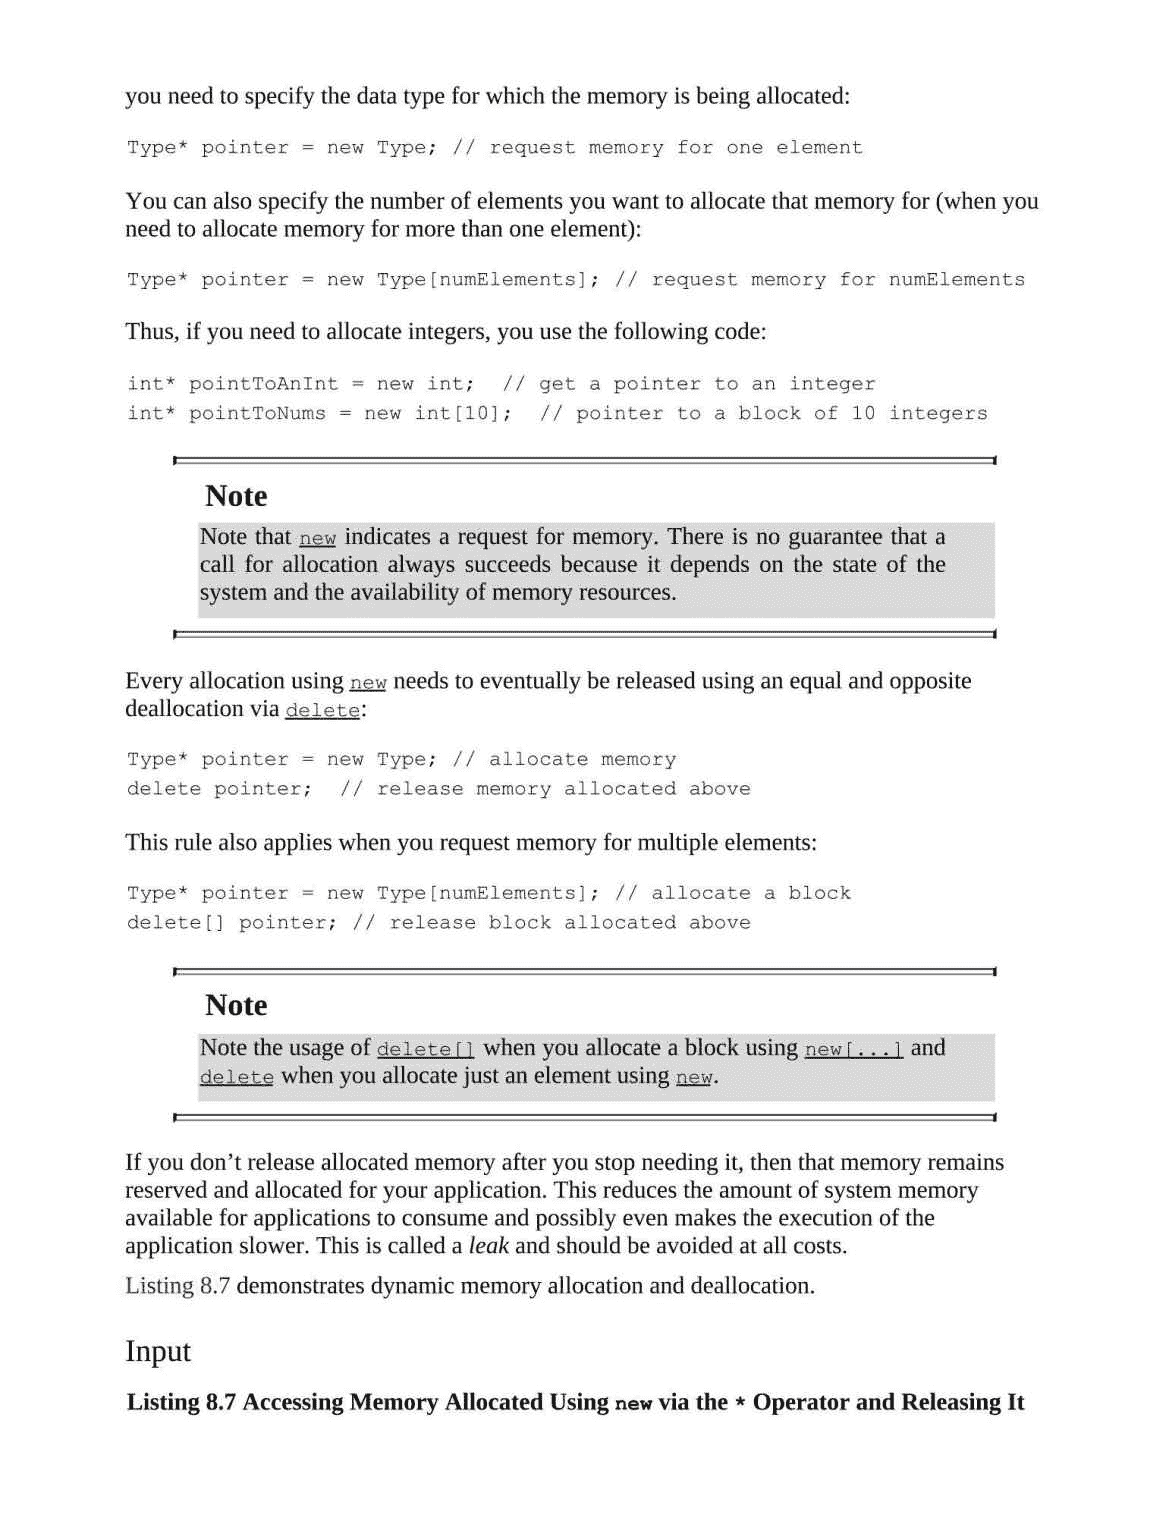 you need to specify the data type for which the memory is being allocated:
Type* pointer = new Type; // request memory for one element
You can also specify the number of elements you want to allocate that memory for (when you
need to allocate memory for more than one element):
Type* pointer = new Type[numElements]; // request memory for numElements
Thus, if you need to allocate integers, you use the following code:
int* pointToAnInt = new int;  // get a pointer to an integer
int* pointToNums = new int[10];  // pointer to a block of 10 integers
Note
Note that new indicates a request for memory. There is no guarantee that a
call for allocation always succeeds because it depends on the state of the
system and the availability of memory resources.
Every allocation using new needs to eventually be released using an equal and opposite
deallocation via delete:
Type* pointer = new Type; // allocate memory
delete pointer;  // release memory allocated above
This rule also applies when you request memory for multiple elements:
Type* pointer = new Type[numElements]; // allocate a block
delete[] pointer; // release block allocated above
Note
Note the usage of delete[] when you allocate a block using new[...] and
delete when you allocate just an element using new.
If you don’t release allocated memory after you stop needing it, then that memory remains
reserved and allocated for your application. This reduces the amount of system memory
available for applications to consume and possibly even makes the execution of the
application slower. This is called a leak and should be avoided at all costs.
Listing 8.7 demonstrates dynamic memory allocation and deallocation.
Input
Listing 8.7 Accessing Memory Allocated Using new via the * Operator and Releasing It